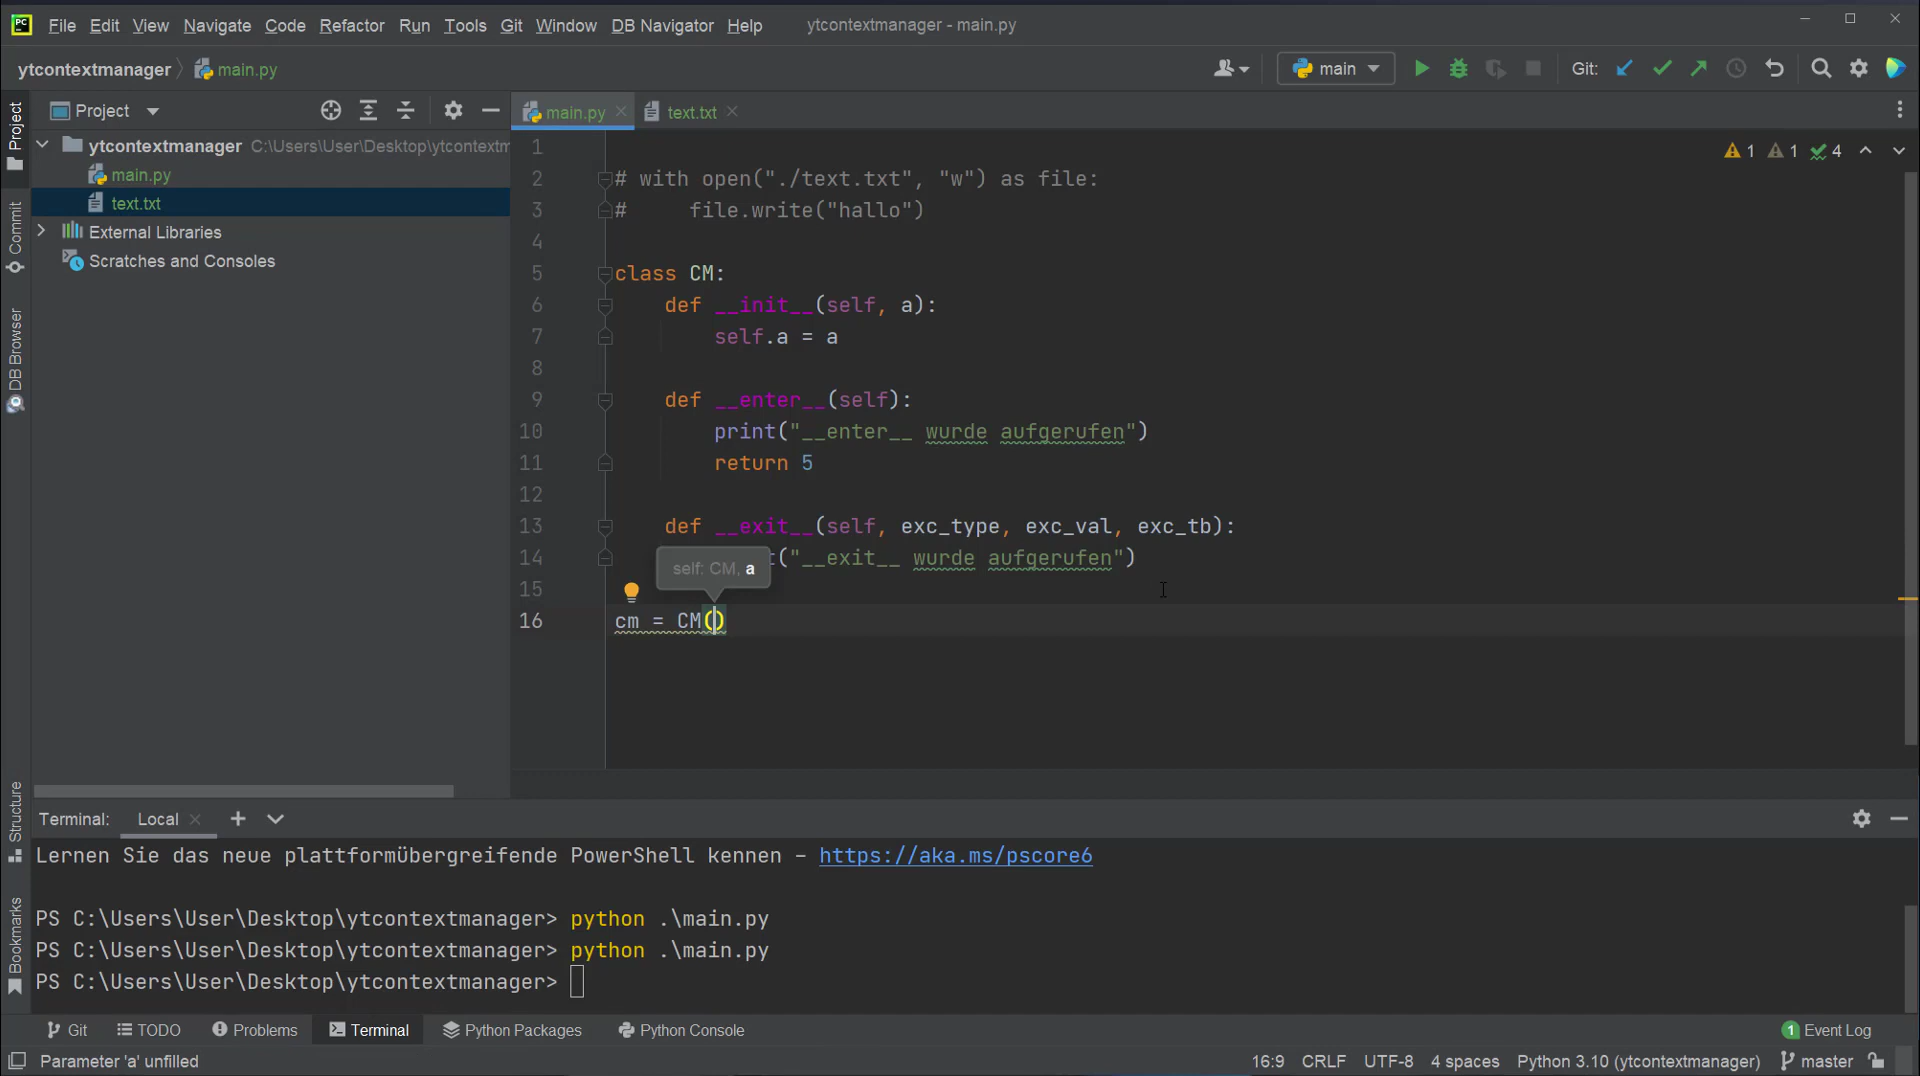 PC File Edit View Navigate Code Refactor Run Tools Git Window DB Navigator Help ytcontextmanager - main.py
ytcontextmanager main.py main Git:
Project
Commit
DB Browser
Structure
Bookmarks
Project
ytcontextmanager C:\Users\User\Desktop\ytcontextm
main.py
text.txt
External Libraries
Scratches and Consoles
main.py text.txt
1 1 4
1
2 # with open("./text.txt", "w") as file:
3 #     file.write("hallo")
4
5 class CM:
6     def __init__(self, a):
7         self.a = a
8
9     def __enter__(self):
10         print("__enter__ wurde aufgerufen")
11         return 5
12
13     def __exit__(self, exc_type, exc_val, exc_tb):
14 t("__exit__ wurde aufgerufen")
self: CM, a
15
16 cm = CM()
Terminal: Local
Lernen Sie das neue plattformübergreifende PowerShell kennen – https://aka.ms/pscore6
PS C:\Users\User\Desktop\ytcontextmanager> python .\main.py
PS C:\Users\User\Desktop\ytcontextmanager> python .\main.py
PS C:\Users\User\Desktop\ytcontextmanager>
Git TODO Problems Terminal Python Packages Python Console 1 Event Log
Parameter 'a' unfilled 16:9 CRLF UTF-8 4 spaces Python 3.10 (ytcontextmanager) master